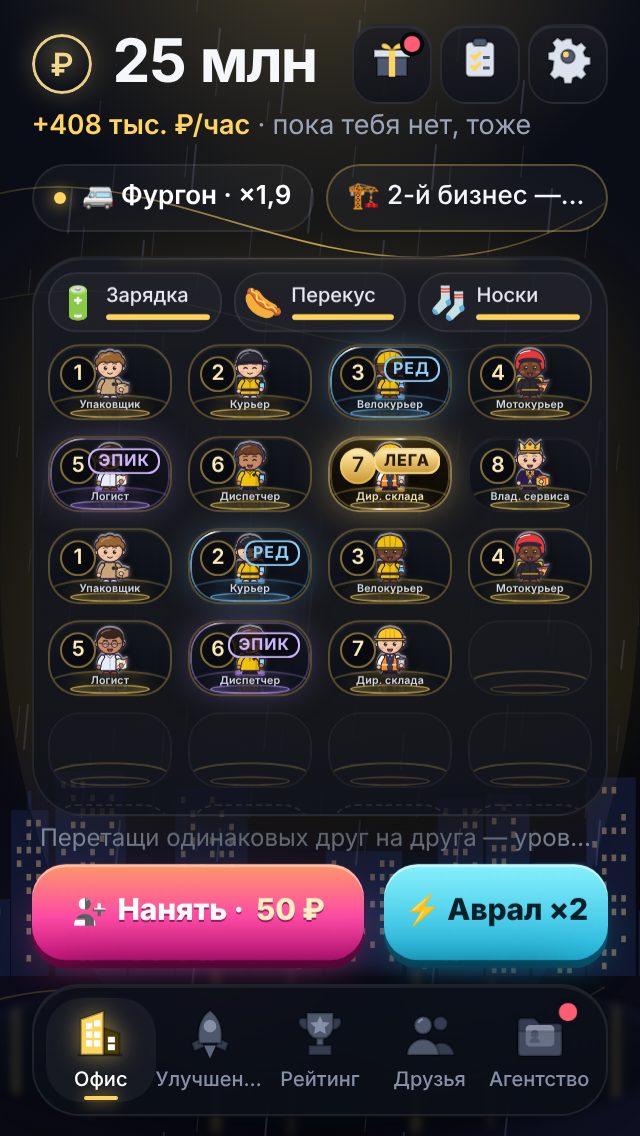 ₽ 25 млн
+408 тыс. ₽/час · пока тебя нет, тоже
Фургон · ×1,9
2-й бизнес —...
Зарядка
Перекус
Носки
1 Упаковщик
2 Курьер
3 РЕД Велокурьер
4 Мотокурьер
5 ЭПИК Логист
6 Диспетчер
7 ЛЕГА Дир. склада
8 Влад. сервиса
1 Упаковщик
2 РЕД Курьер
3 Велокурьер
4 Мотокурьер
5 Логист
6 ЭПИК Диспетчер
7 Дир. склада
Перетащи одинаковых друг на друга — уров...
Нанять · 50 ₽
Аврал ×2
Офис
Улучшен...
Рейтинг
Друзья
Агентство